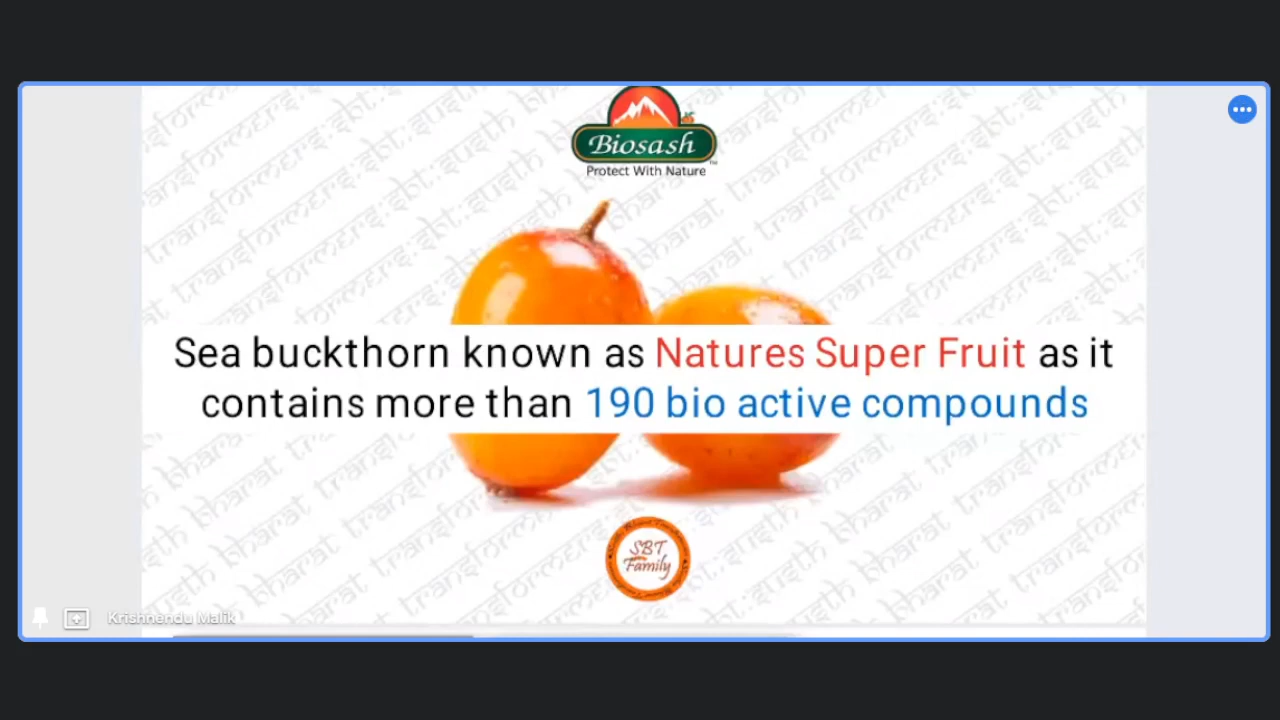 Biosash
TM
Protect With Nature
Sea buckthorn known as Natures Super Fruit as it
contains more than 190 bio active compounds
SBT
Family
Krishnendu Malik